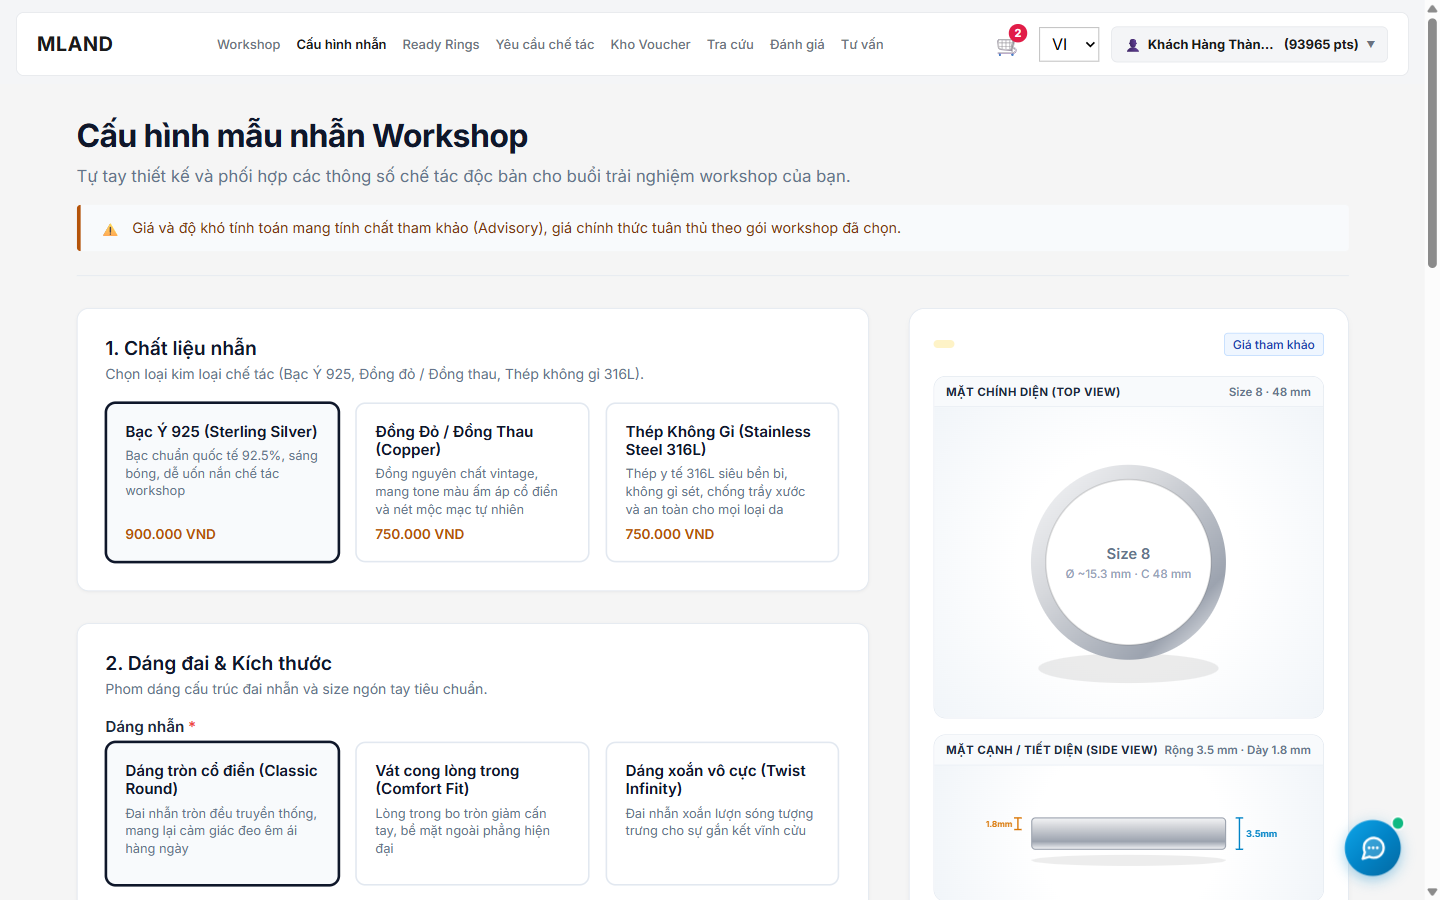 MLAND
Workshop
Cấu hình nhẫn
Ready Rings
Yêu cầu chế tác
Kho Voucher
Tra cứu
Đánh giá
Tư vấn
2
VI
Khách Hàng Thàn... (93965 pts)
Cấu hình mẫu nhẫn Workshop
Tự tay thiết kế và phối hợp các thông số chế tác độc bản cho buổi trải nghiệm workshop của bạn.
Giá và độ khó tính toán mang tính chất tham khảo (Advisory), giá chính thức tuân thủ theo gói workshop đã chọn.
1. Chất liệu nhẫn
Chọn loại kim loại chế tác (Bạc Ý 925, Đồng đỏ / Đồng thau, Thép không gỉ 316L).
Bạc Ý 925 (Sterling Silver)
Bạc chuẩn quốc tế 92.5%, sáng
bóng, dễ uốn nắn chế tác
workshop
900.000 VND
Đồng Đỏ / Đồng Thau
(Copper)
Đồng nguyên chất vintage,
mang tone màu ấm áp cổ điển
và nét mộc mạc tự nhiên
750.000 VND
Thép Không Gỉ (Stainless
Steel 316L)
Thép y tế 316L siêu bền bỉ,
không gỉ sét, chống trầy xước
và an toàn cho mọi loại da
750.000 VND
2. Dáng đai & Kích thước
Phom dáng cấu trúc đai nhẫn và size ngón tay tiêu chuẩn.
Dáng nhẫn *
Dáng tròn cổ điển (Classic
Round)
Đai nhẫn tròn đều truyền thống,
mang lại cảm giác đeo êm ái
hàng ngày
Vát cong lòng trong
(Comfort Fit)
Lòng trong bo tròn giảm cấn
tay, bề mặt ngoài phẳng hiện
đại
Dáng xoắn vô cực (Twist
Infinity)
Đai nhẫn xoắn lượn sóng tượng
trưng cho sự gắn kết vĩnh cửu
Giá tham khảo
MẶT CHÍNH DIỆN (TOP VIEW)
Size 8 · 48 mm
Size 8
Ø ~15.3 mm · C 48 mm
MẶT CẠNH / TIẾT DIỆN (SIDE VIEW)
Rộng 3.5 mm · Dày 1.8 mm
1.8mm
3.5mm